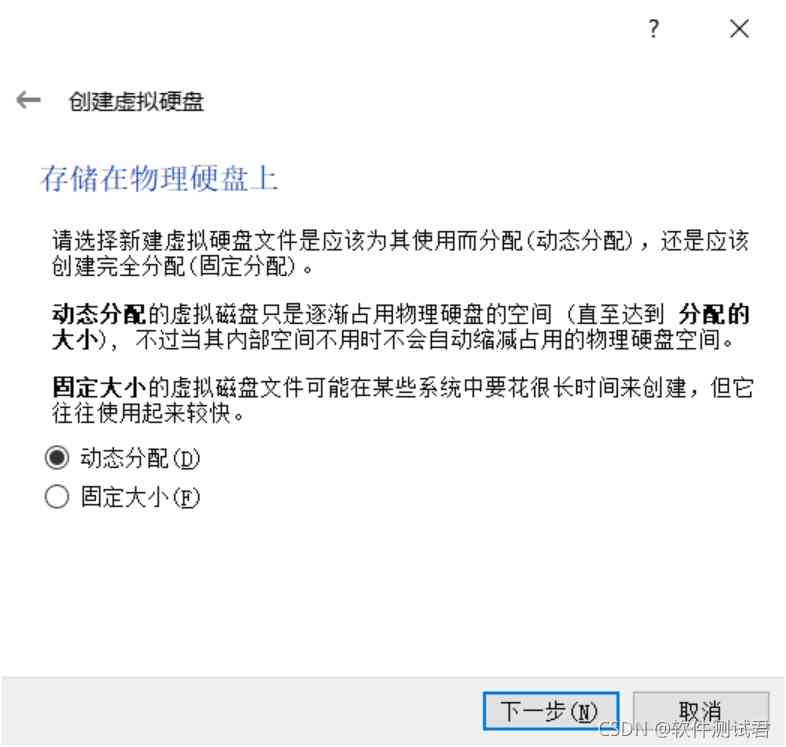 ?
创建虚拟硬盘
存储在物理硬盘上
请选择新建虚拟硬盘文件是应该为其使用而分配(动态分配)，还是应该
创建完全分配(固定分配)。
动态分配的虚拟磁盘只是逐渐占用物理硬盘的空间（直至达到 分配的
大小），不过当其内部空间不用时不会自动缩减占用的物理硬盘空间。
固定大小的虚拟磁盘文件可能在某些系统中要花很长时间来创建，但它
往往使用起来较快。
动态分配(D)
固定大小(F)
下一步(N) 取消
CSDN @软件测试君